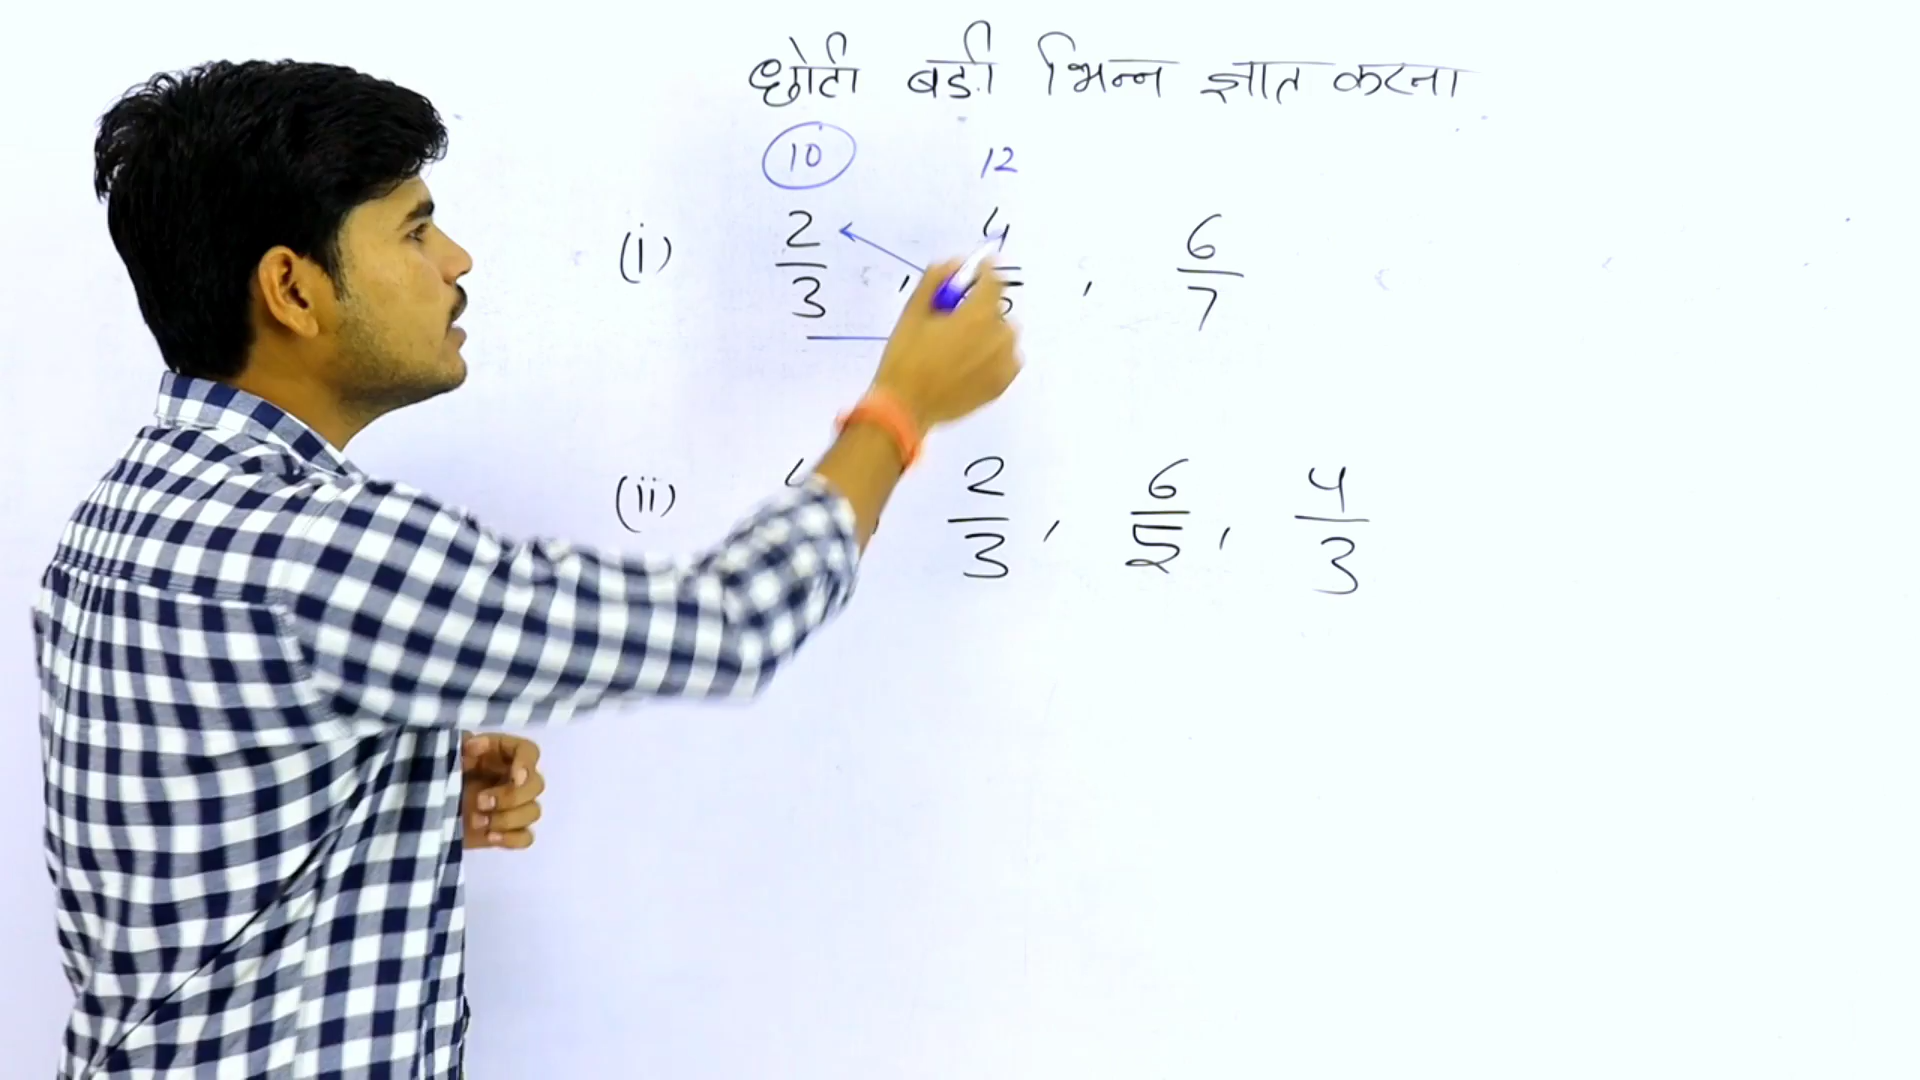 छोटी बड़ी भिन्न ज्ञात करना
10 12
(i) 2/3 , 4/5 , 6/7
(ii) 2/3 , 6/5 , 4/3